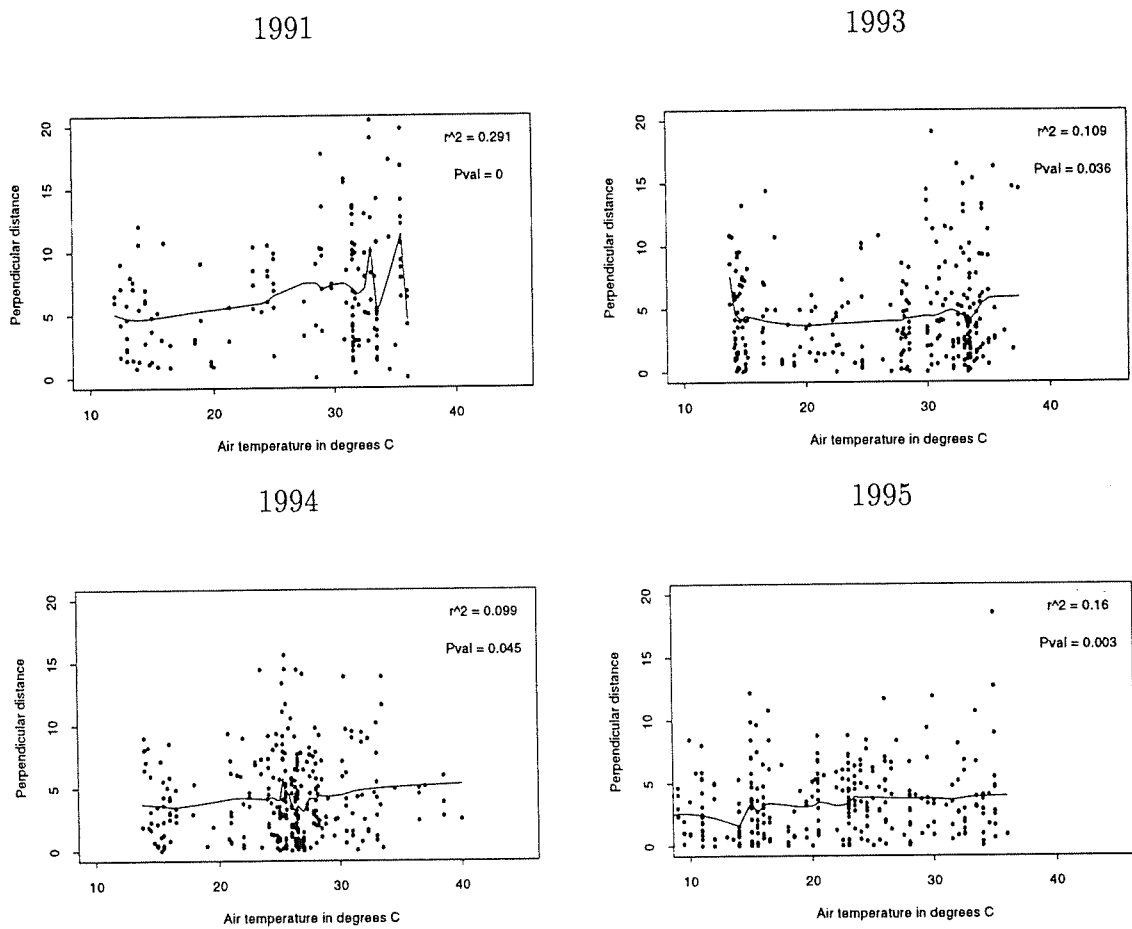 1991
r^2 = 0.291
Pval = 0
20
15
10
5
0
Perpendicular distance
10 20 30 40
Air temperature in degrees C
1993
r^2 = 0.109
Pval = 0.036
20
15
10
5
0
Perpendicular distance
10 20 30 40
Air temperature in degrees C
1994
r^2 = 0.099
Pval = 0.045
20
15
10
5
0
Perpendicular distance
10 20 30 40
Air temperature in degrees C
1995
r^2 = 0.16
Pval = 0.003
20
15
10
5
0
Perpendicular distance
10 20 30 40
Air temperature in degrees C